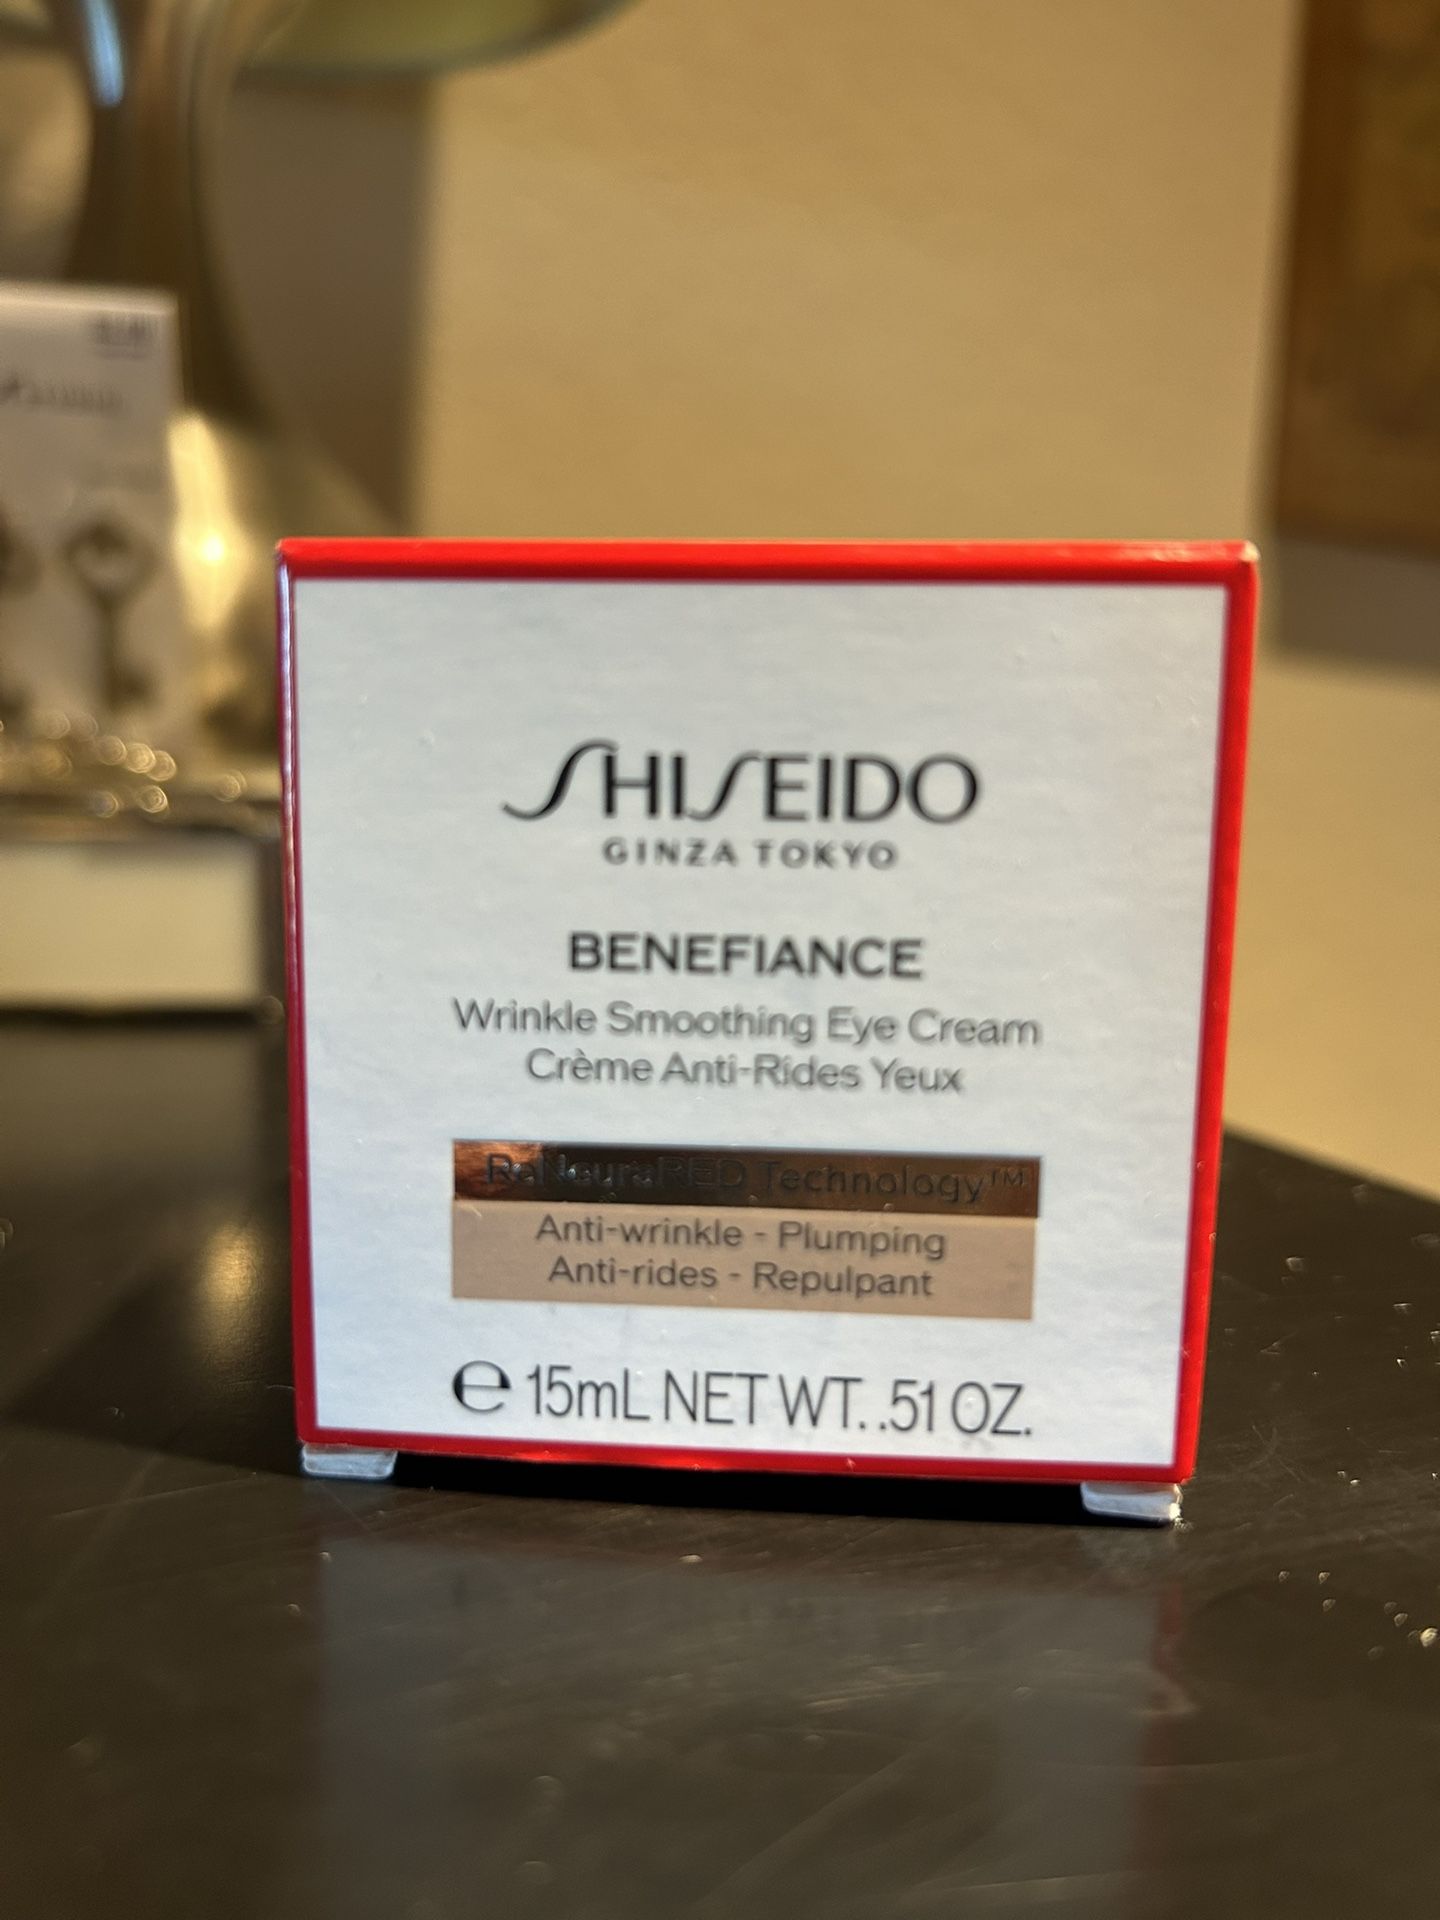 SHISEIDO
GINZA TOKYO
BENEFIANCE
Wrinkle Smoothing Eye Cream
Crème Anti-Rides Yeux
ReNeuraRED Technology™
Anti-wrinkle - Plumping
Anti-rides - Repulpant
℮ 15mL NET WT. .51 OZ.